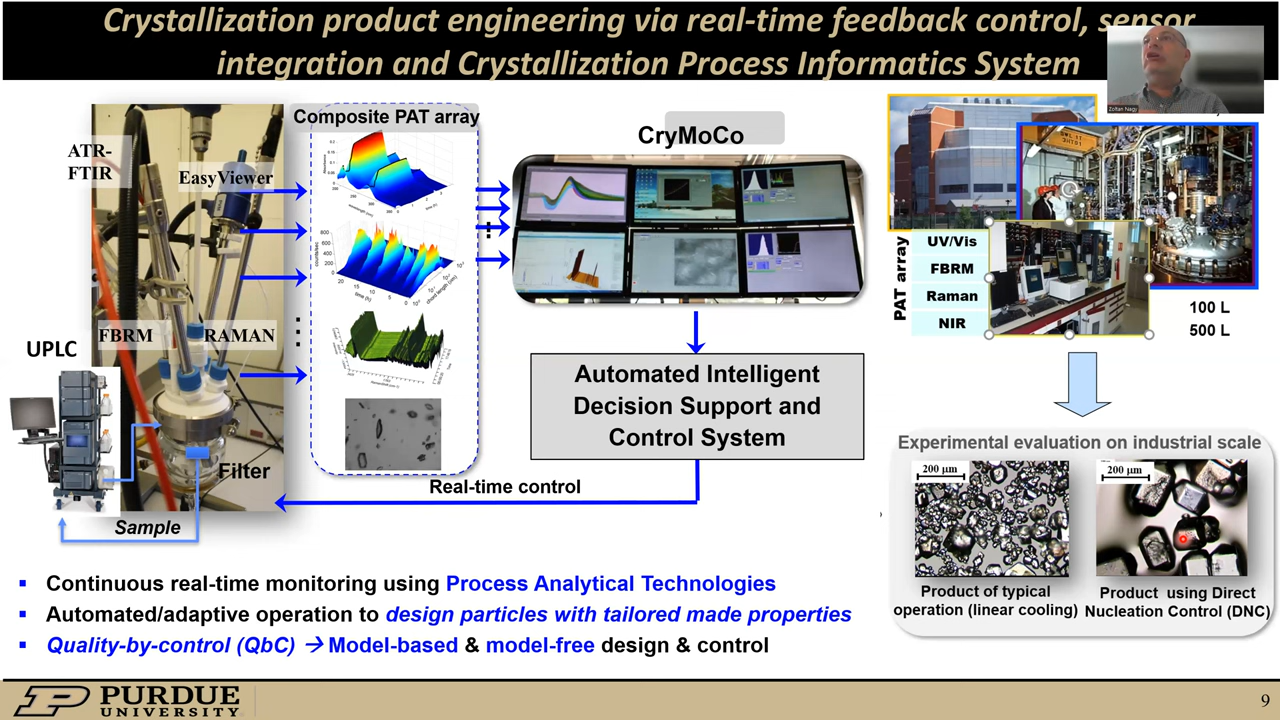 Crystallization product engineering via real-time feedback control, sensor
integration and Crystallization Process Informatics System
Zoltan Nagy
ATR-
FTIR
EasyViewer
FBRM
RAMAN
UPLC
Filter
Sample
Composite PAT array
CryMoCo
Automated Intelligent
Decision Support and
Control System
Real-time control
PAT array
UV/Vis
FBRM
Raman
NIR
100 L
500 L
Experimental evaluation on industrial scale
200 µm
200 µm
Product of typical
operation (linear cooling)
Product using Direct
Nucleation Control (DNC)
▪ Continuous real-time monitoring using Process Analytical Technologies
▪ Automated/adaptive operation to design particles with tailored made properties
▪ Quality-by-control (QbC) → Model-based & model-free design & control
PURDUE
UNIVERSITY
9